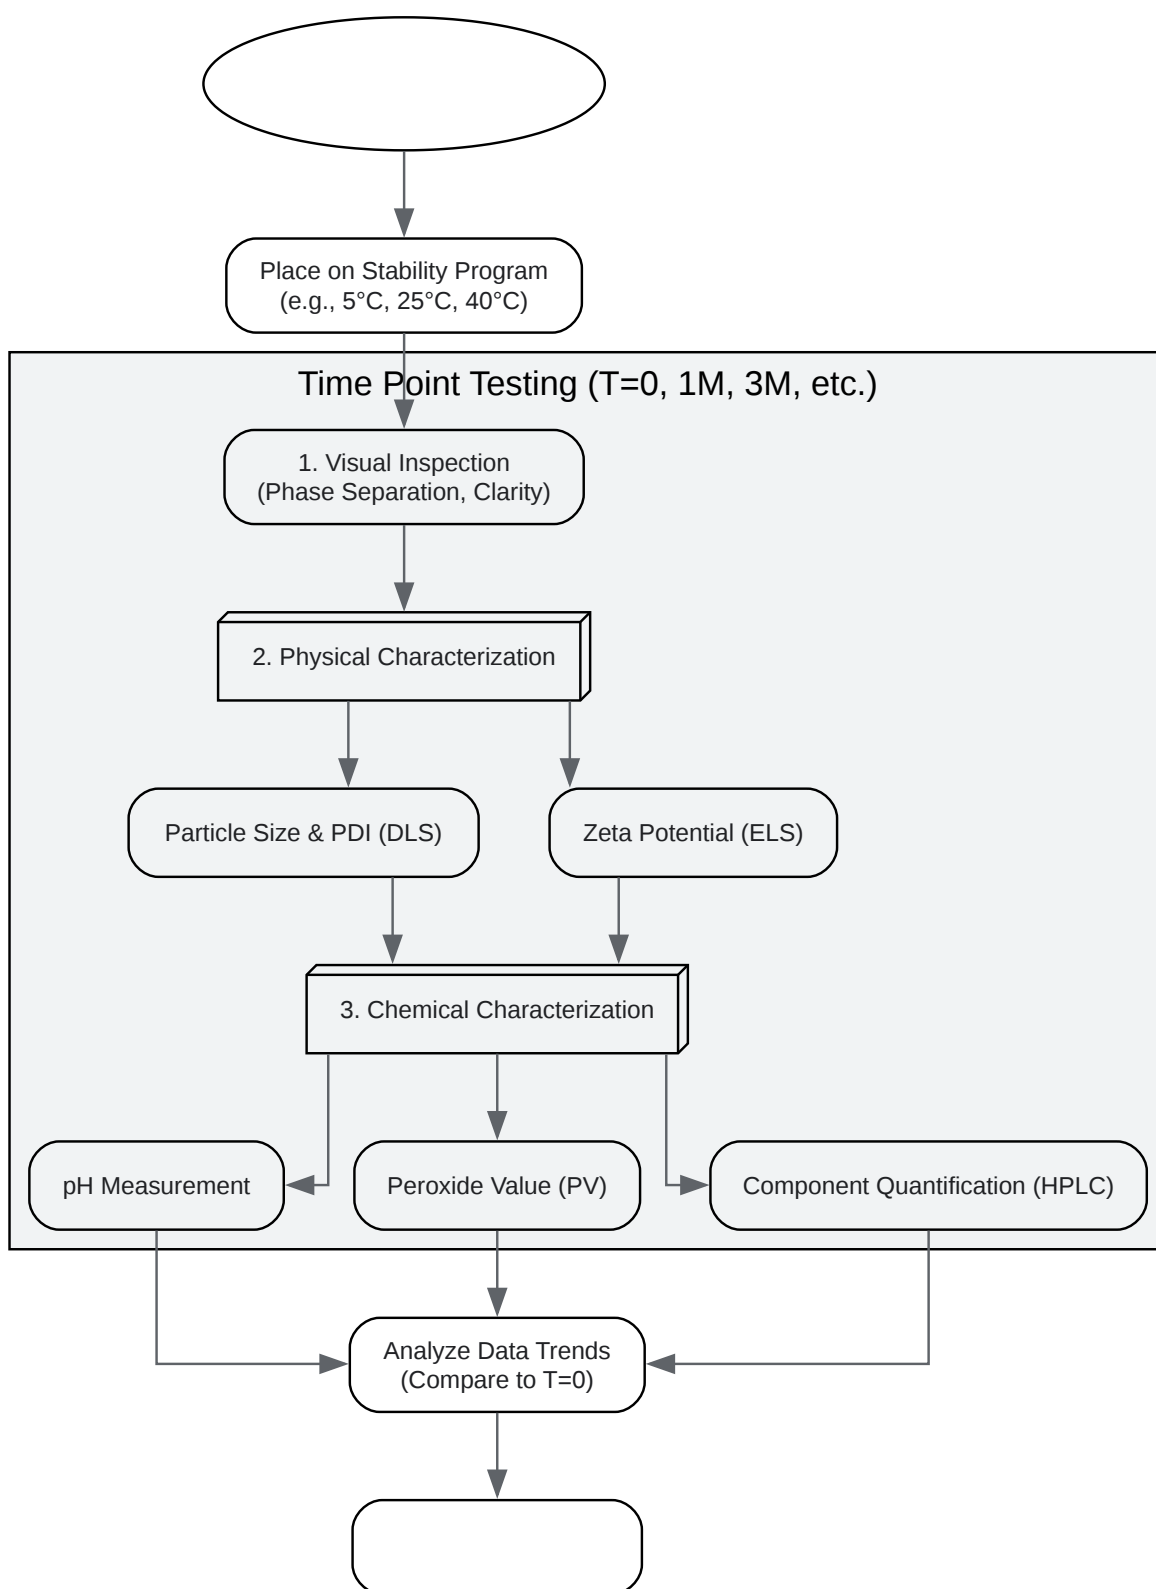 Place on Stability Program
(e.g., 5°C, 25°C, 40°C)
Time Point Testing (T=0, 1M, 3M, etc.)
1. Visual Inspection
(Phase Separation, Clarity)
2. Physical Characterization
Particle Size & PDI (DLS)
Zeta Potential (ELS)
3. Chemical Characterization
pH Measurement
Peroxide Value (PV)
Component Quantification (HPLC)
Analyze Data Trends
(Compare to T=0)